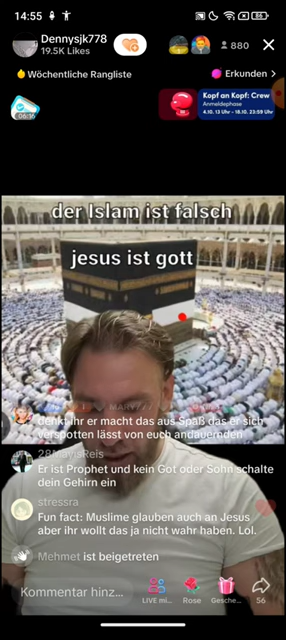 14:55
86
Dennysjk778
19.5K Likes
880
Wöchentliche Rangliste
Erkunden >
Kopf an Kopf: Crew
Anmeldephase
4.10. 13 Uhr - 18.10. 23:59 Uhr
der Islam ist falsch
jesus ist gott
denkt ihr er macht das aus Spaß das er sich
verspotten lässt von euch andauernden
Er ist Prophet und kein Got oder Sohn schalte
dein Gehirn ein
stressra
Fun fact: Muslime glauben auch an Jesus
aber ihr wollt das ja nicht wahr haben. Lol.
Mehmet ist beigetreten
Kommentar hinz...
LIVE mi...
Rose
Gesche...
56